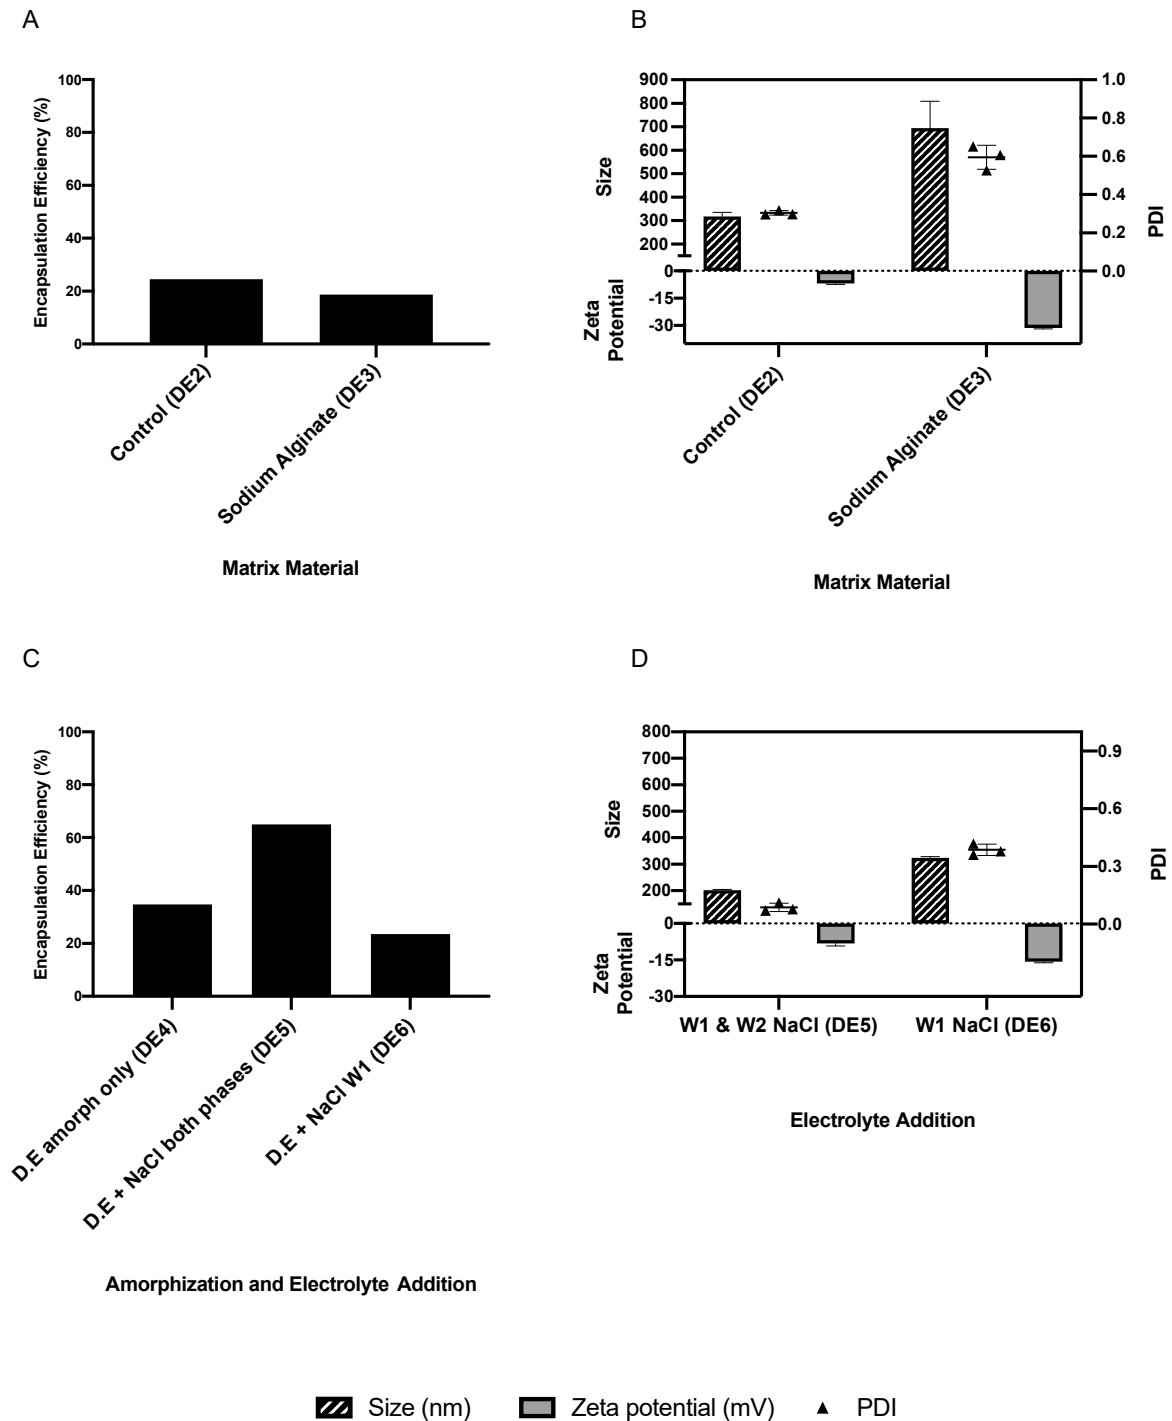 A
Encapsulation Efficiency (%)
100
80
60
40
20
0
Control (DE2)
Sodium Alginate (DE3)
Matrix Material
B
Size
Zeta
Potential
900
800
700
600
500
400
300
200
0
-15
-30
1.0
0.8
0.6
0.4
0.2
0.0
PDI
Control (DE2)
Sodium Alginate (DE3)
Matrix Material
C
Encapsulation Efficiency (%)
100
80
60
40
20
0
D.E amorph only (DE4)
D.E + NaCl both phases (DE5)
D.E + NaCl W1 (DE6)
Amorphization and Electrolyte Addition
D
Size
Zeta
Potential
800
700
600
500
400
300
200
0
-15
-30
0.9
0.6
0.3
0.0
PDI
W1 & W2 NaCl (DE5)
W1 NaCl (DE6)
Electrolyte Addition
Size (nm)
Zeta potential (mV)
PDI